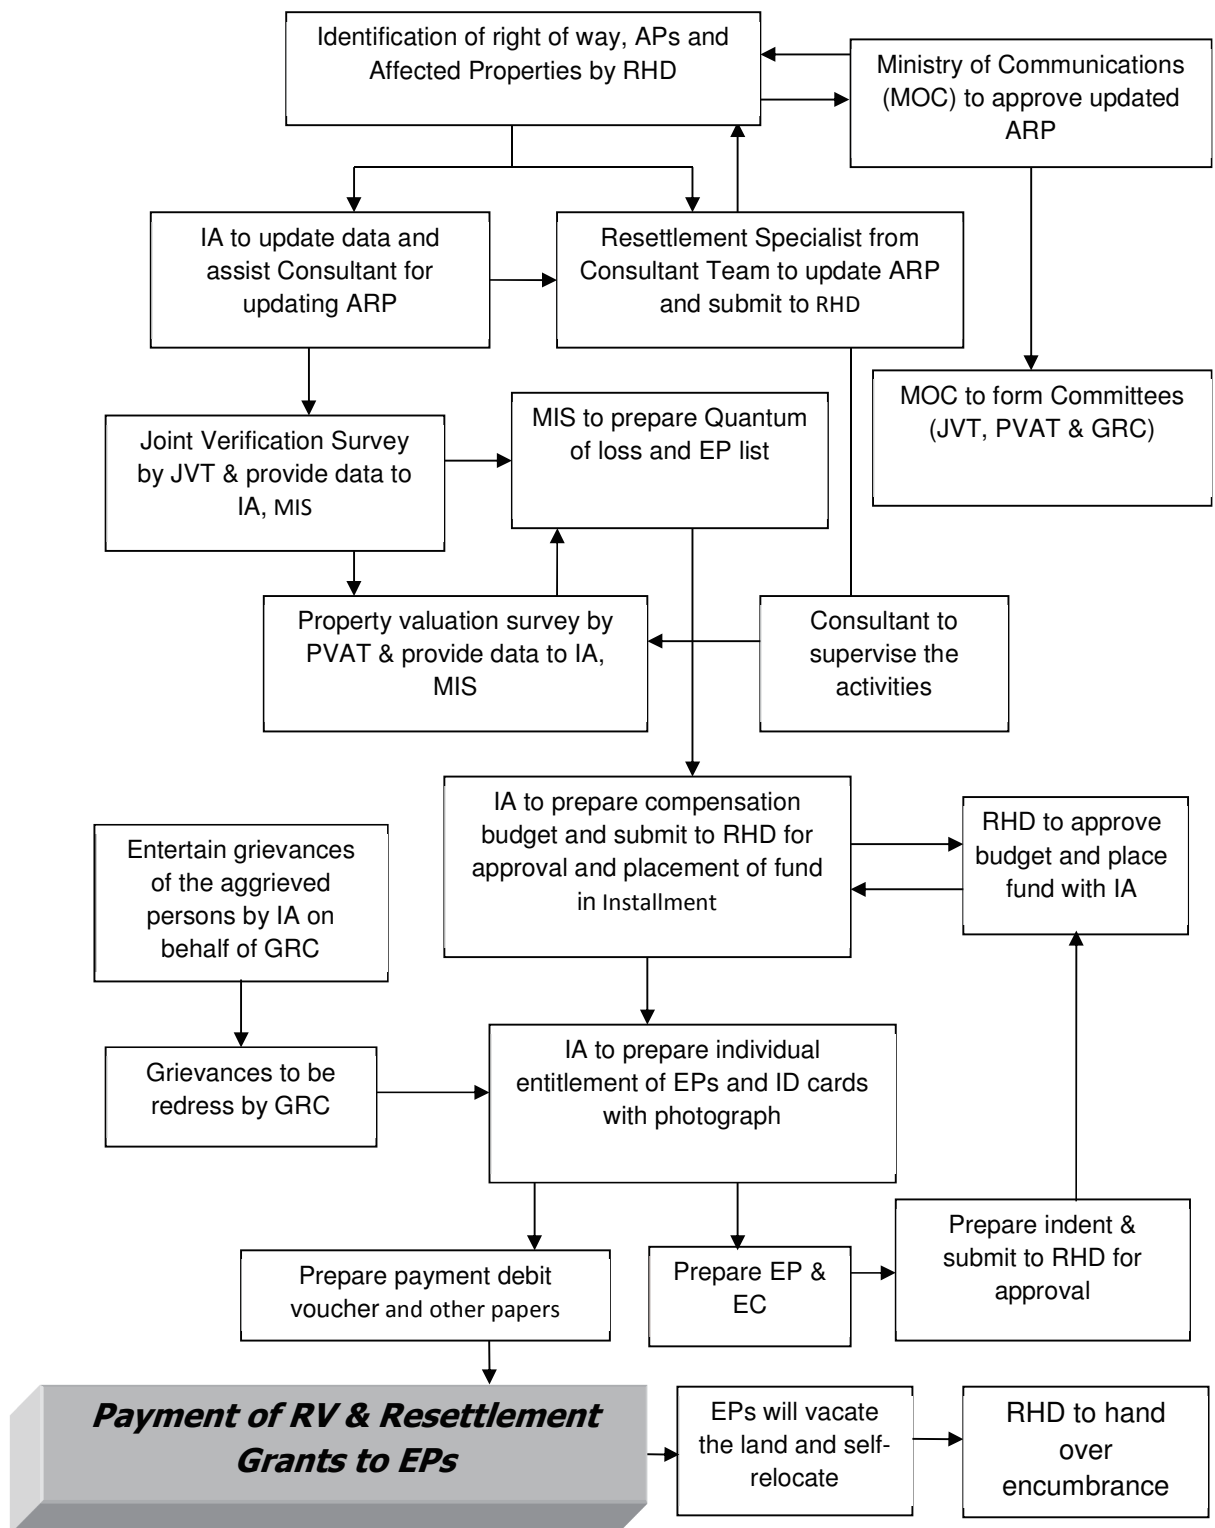 Identification of right of way, APs and
Affected Properties by RHD
Ministry of Communications
(MOC) to approve updated
ARP
IA to update data and
assist Consultant for
updating ARP
Resettlement Specialist from
Consultant Team to update ARP
and submit to RHD
MOC to form Committees
(JVT, PVAT & GRC)
Joint Verification Survey
by JVT & provide data to
IA, MIS
MIS to prepare Quantum
of loss and EP list
Property valuation survey by
PVAT & provide data to IA,
MIS
Consultant to
supervise the
activities
IA to prepare compensation
budget and submit to RHD for
approval and placement of fund
in Installment
RHD to approve
budget and place
fund with IA
Entertain grievances
of the aggrieved
persons by IA on
behalf of GRC
Grievances to be
redress by GRC
IA to prepare individual
entitlement of EPs and ID cards
with photograph
Prepare payment debit
voucher and other papers
Prepare EP &
EC
Prepare indent &
submit to RHD for
approval
Payment of RV & Resettlement
Grants to EPs
EPs will vacate
the land and self-
relocate
RHD to hand
over
encumbrance